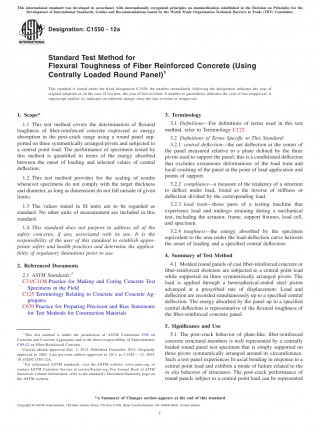 This international standard was developed in accordance with internationally recognized principles on standardization established in the Decision on Principles for the
Development of International Standards, Guides and Recommendations issued by the World Trade Organization Technical Barriers to Trade (TBT) Committee.
Designation: C1550 − 12a
INTERNATIONAL
Standard Test Method for
Flexural Toughness of Fiber Reinforced Concrete (Using
Centrally Loaded Round Panel)1
This standard is issued under the fixed designation C1550; the number immediately following the designation indicates the year of
original adoption or, in the case of revision, the year of last revision. A number in parentheses indicates the year of last reapproval. A
superscript epsilon (ε) indicates an editorial change since the last revision or reapproval.
1. Scope*
1.1 This test method covers the determination of flexural
toughness of fiber-reinforced concrete expressed as energy
absorption in the post-crack range using a round panel sup-
ported on three symmetrically arranged pivots and subjected to
a central point load. The performance of specimens tested by
this method is quantified in terms of the energy absorbed
between the onset of loading and selected values of central
deflection.
1.2 This test method provides for the scaling of results
whenever specimens do not comply with the target thickness
and diameter, as long as dimensions do not fall outside of given
limits.
1.3 The values stated in SI units are to be regarded as
standard. No other units of measurement are included in this
standard.
1.4 This standard does not purport to address all of the
safety concerns, if any, associated with its use. It is the
responsibility of the user of this standard to establish appro-
priate safety and health practices and determine the applica-
bility of regulatory limitations prior to use.
2. Referenced Documents
2.1 ASTM Standards:2
C31/C31M Practice for Making and Curing Concrete Test
Specimens in the Field
C125 Terminology Relating to Concrete and Concrete Ag-
gregates
C670 Practice for Preparing Precision and Bias Statements
for Test Methods for Construction Materials
1 This test method is under the jurisdiction of ASTM Committee C09 on
Concrete and Concrete Aggregates and is the direct responsibility of Subcommittee
C09.42 on Fiber-Reinforced Concrete.
Current edition approved Dec. 1, 2012. Published December 2012. Originally
approved in 2002. Last previous edition approved in 2012 as C1550 – 12. DOI:
10.1520/C1550-12A.
2 For referenced ASTM standards, visit the ASTM website, www.astm.org, or
contact ASTM Customer Service at service@astm.org. For Annual Book of ASTM
Standards volume information, refer to the standard's Document Summary page on
the ASTM website.
3. Terminology
3.1 Definitions—For definitions of terms used in this test
method, refer to Terminology C125.
3.2 Definitions of Terms Specific to This Standard:
3.2.1 central deflection—the net deflection at the center of
the panel measured relative to a plane defined by the three
pivots used to support the panel; this is a conditioned deflection
that excludes extraneous deformations of the load train and
local crushing of the panel at the point of load application and
points of support.
3.2.2 compliance—a measure of the tendency of a structure
to deflect under load, found as the inverse of stiffness or
deflection divided by the corresponding load.
3.2.3 load train—those parts of a testing machine that
experience load and undergo straining during a mechanical
test, including the actuator, frame, support fixtures, load cell,
and specimen.
3.2.4 toughness—the energy absorbed by the specimen
equivalent to the area under the load-deflection curve between
the onset of loading and a specified central deflection.
4. Summary of Test Method
4.1 Molded round panels of cast fiber-reinforced concrete or
fiber-reinforced shotcrete are subjected to a central point load
while supported on three symmetrically arranged pivots. The
load is applied through a hemispherical-ended steel piston
advanced at a prescribed rate of displacement. Load and
deflection are recorded simultaneously up to a specified central
deflection. The energy absorbed by the panel up to a specified
central deflection is representative of the flexural toughness of
the fiber-reinforced concrete panel.
5. Significance and Use
5.1 The post-crack behavior of plate-like, fiber-reinforced
concrete structural members is well represented by a centrally
loaded round panel test specimen that is simply supported on
three pivots symmetrically arranged around its circumference.
Such a test panel experiences bi-axial bending in response to a
central point load and exhibits a mode of failure related to the
in situ behavior of structures. The post-crack performance of
round panels subject to a central point load can be represented
*A Summary of Changes section appears at the end of this standard
1